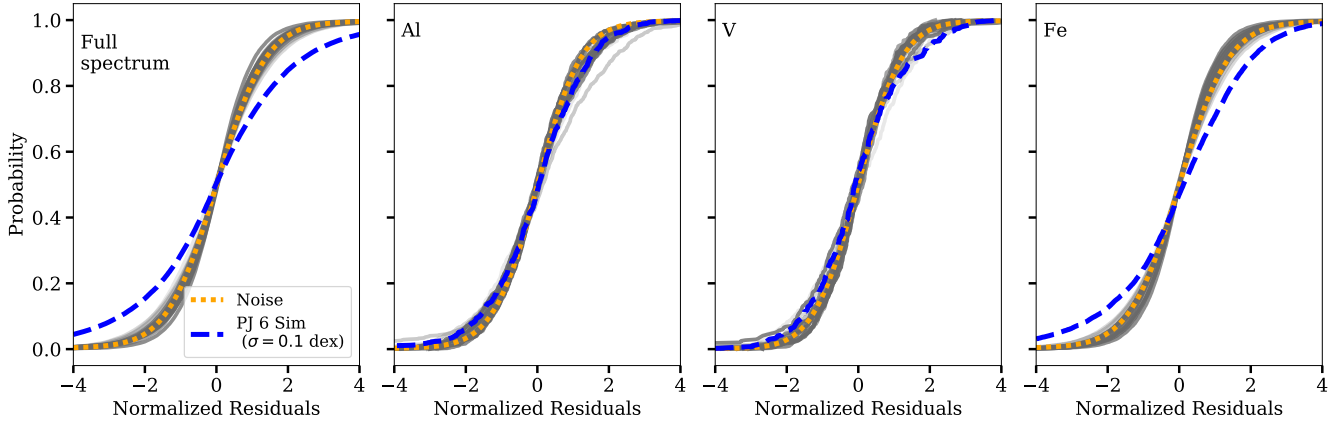 Probability
1.0
0.8
0.6
0.4
0.2
0.0
Full
spectrum
Noise
PJ 6 Sim
(σ = 0.1 dex)
−4
−2
0
2
4
Normalized Residuals
Al
−4
−2
0
2
4
Normalized Residuals
V
−4
−2
0
2
4
Normalized Residuals
Fe
−4
−2
0
2
4
Normalized Residuals